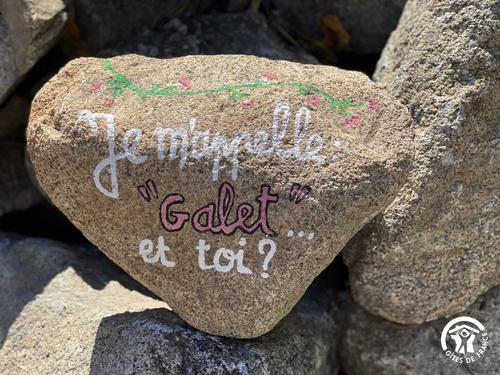 Je m'appelle :
"Galet"...
et toi ?
GÎTES DE FRANCE